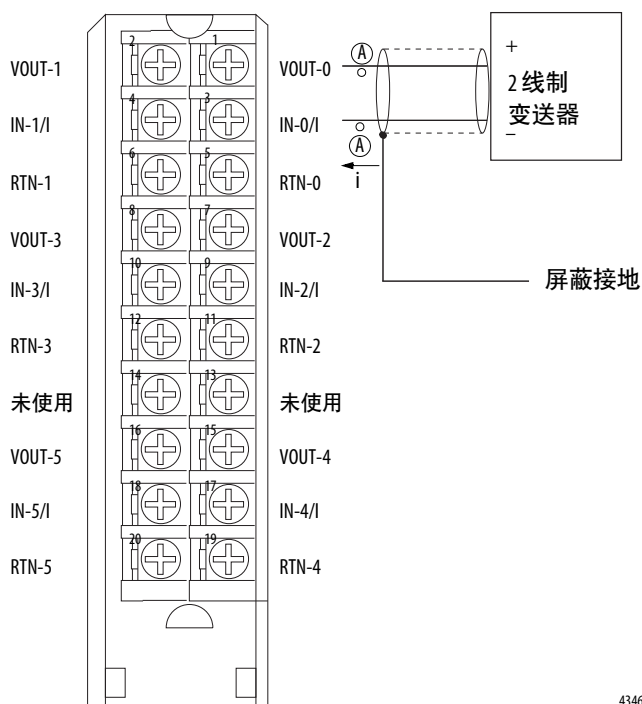 2 1
VOUT-1 VOUT-0 Ⓐ + 2 线制
4 3
变送器
IN-1/I IN-0/I Ⓐ –
6 5
RTN-1 RTN-0 i
8 7
VOUT-3 VOUT-2
10 9
IN-3/I IN-2/I 屏蔽接地
12 11
RTN-3 RTN-2
14 13
未使用 未使用
16 15
VOUT-5 VOUT-4
18 17
IN-5/I IN-4/I
20 19
RTN-5 RTN-4
4346